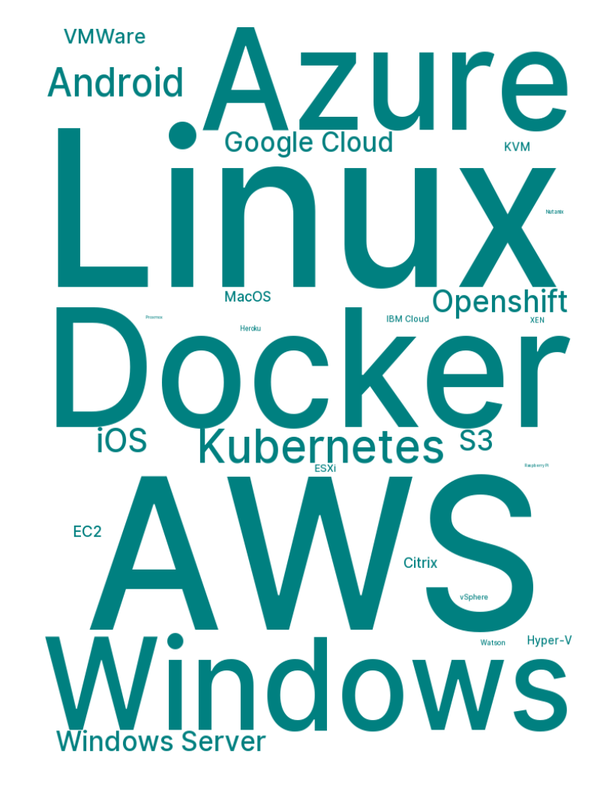 VMWare
Azure
Android
Google Cloud
KVM
Linux
Nutanix
MacOS
Openshift
Proxmox
IBM Cloud
XEN
Heroku
Docker
iOS
Kubernetes
S3
ESXi
Raspberry Pi
AWS
EC2
Citrix
vSphere
Watson
Hyper-V
Windows
Windows Server